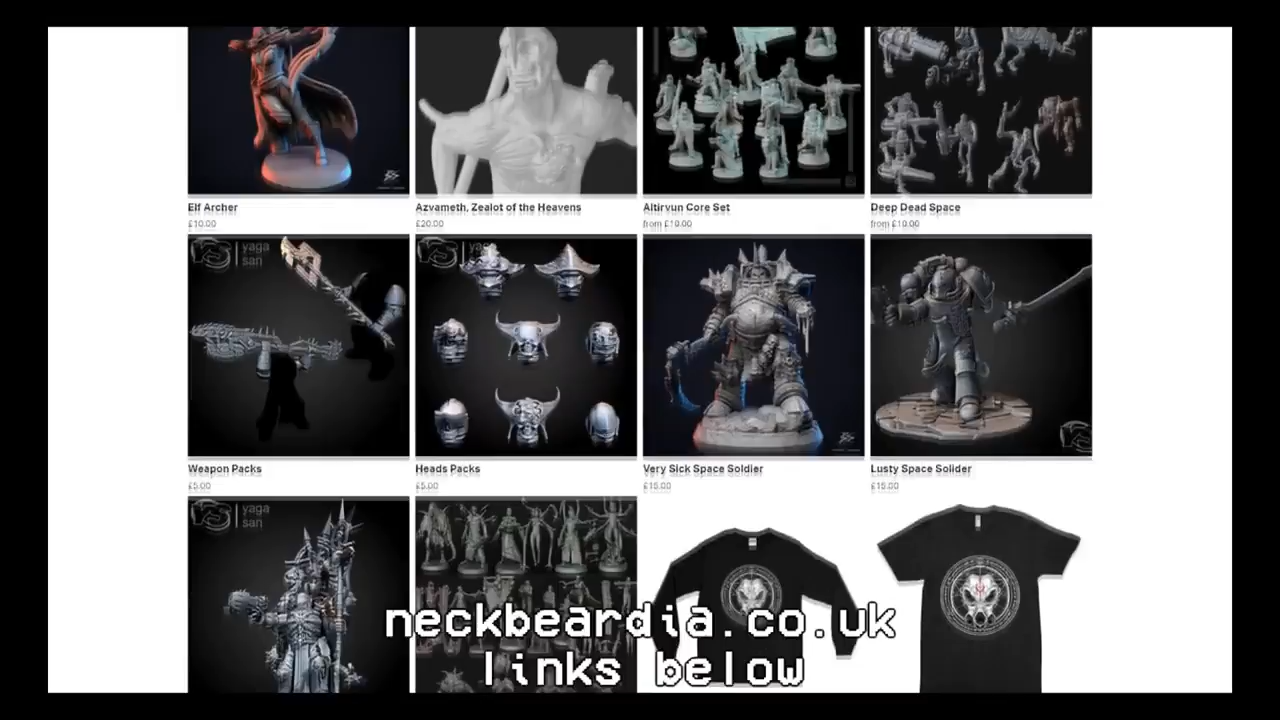 Elf Archer
£10.00
Azvameth, Zealot of the Heavens
£20.00
Altirvun Core Set
from £10.00
Deep Dead Space
from £10.00
yaga
san
yaga
Weapon Packs
£5.00
Heads Packs
£5.00
Very Sick Space Soldier
£15.00
Lusty Space Solider
£15.00
yaga
san
neckbeardia.co.uk
links below